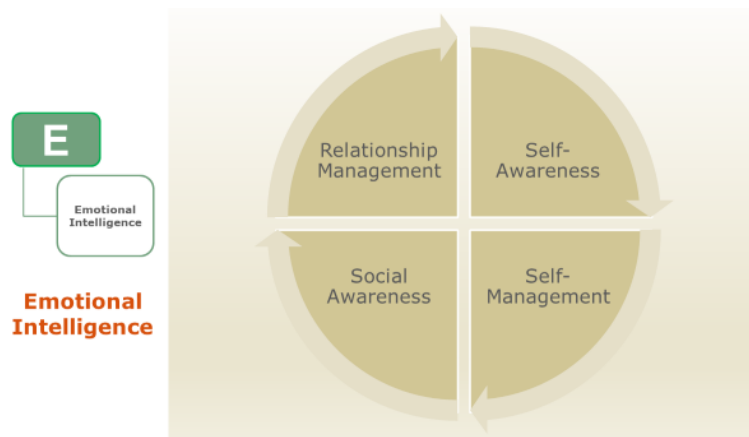 E
Emotional
Intelligence
Emotional
Intelligence
Relationship
Management
Self-
Awareness
Social
Awareness
Self-
Management